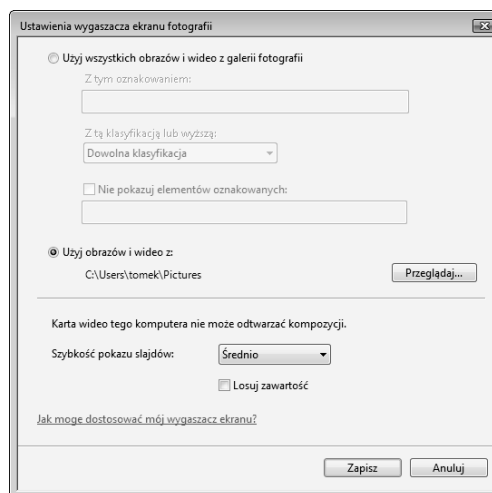 Ustawienia wygaszacza ekranu fotografii
Użyj wszystkich obrazów i wideo z galerii fotografii
Z tym oznakowaniem:
Z tą klasyfikacją lub wyższą:
Dowolna klasyfikacja
Nie pokazuj elementów oznakowanych:
Użyj obrazów i wideo z:
C:\Users\tomek\Pictures
Przeglądaj...
Karta wideo tego komputera nie może odtwarzać kompozycji.
Szybkość pokazu slajdów:
Średnio
Losuj zawartość
Jak moge dostosować mój wygaszacz ekranu?
Zapisz
Anuluj